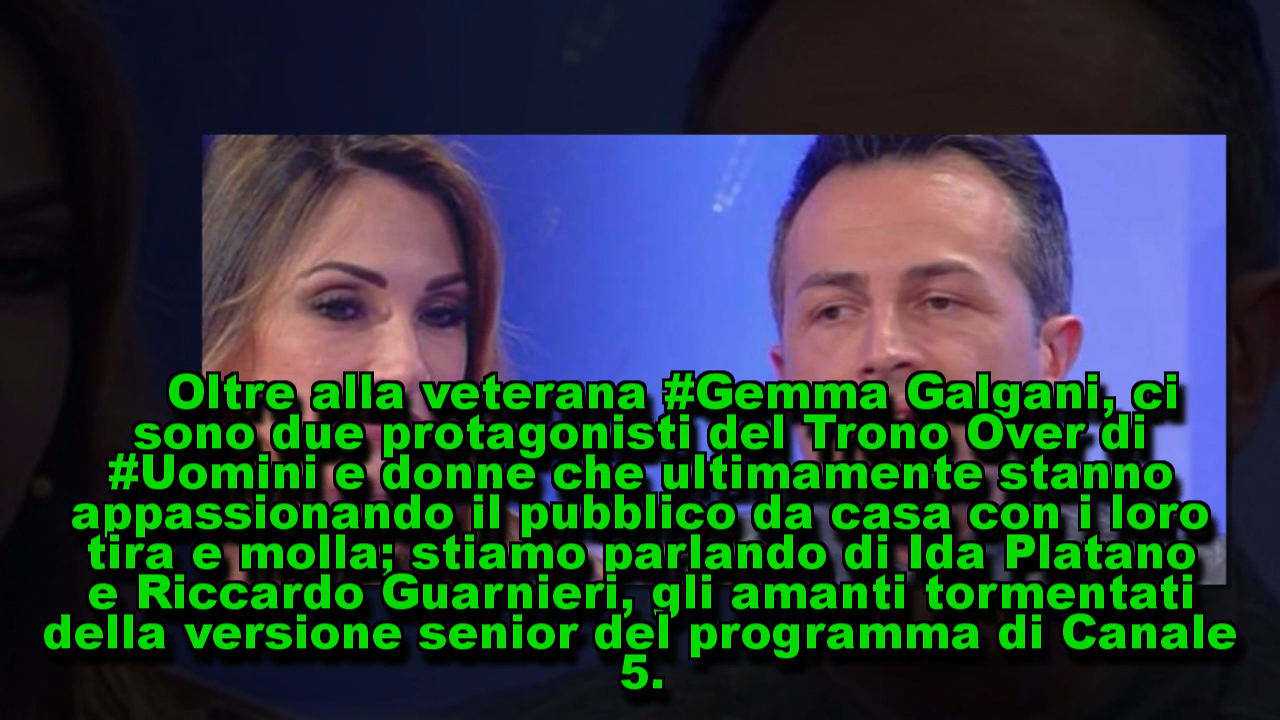 Oltre alla veterana #Gemma Galgani, ci
sono due protagonisti del Trono Over di
#Uomini e donne che ultimamente stanno
appassionando il pubblico da casa con i loro
tira e molla; stiamo parlando di Ida Platano
e Riccardo Guarnieri, gli amanti tormentati
della versione senior del programma di Canale
5.